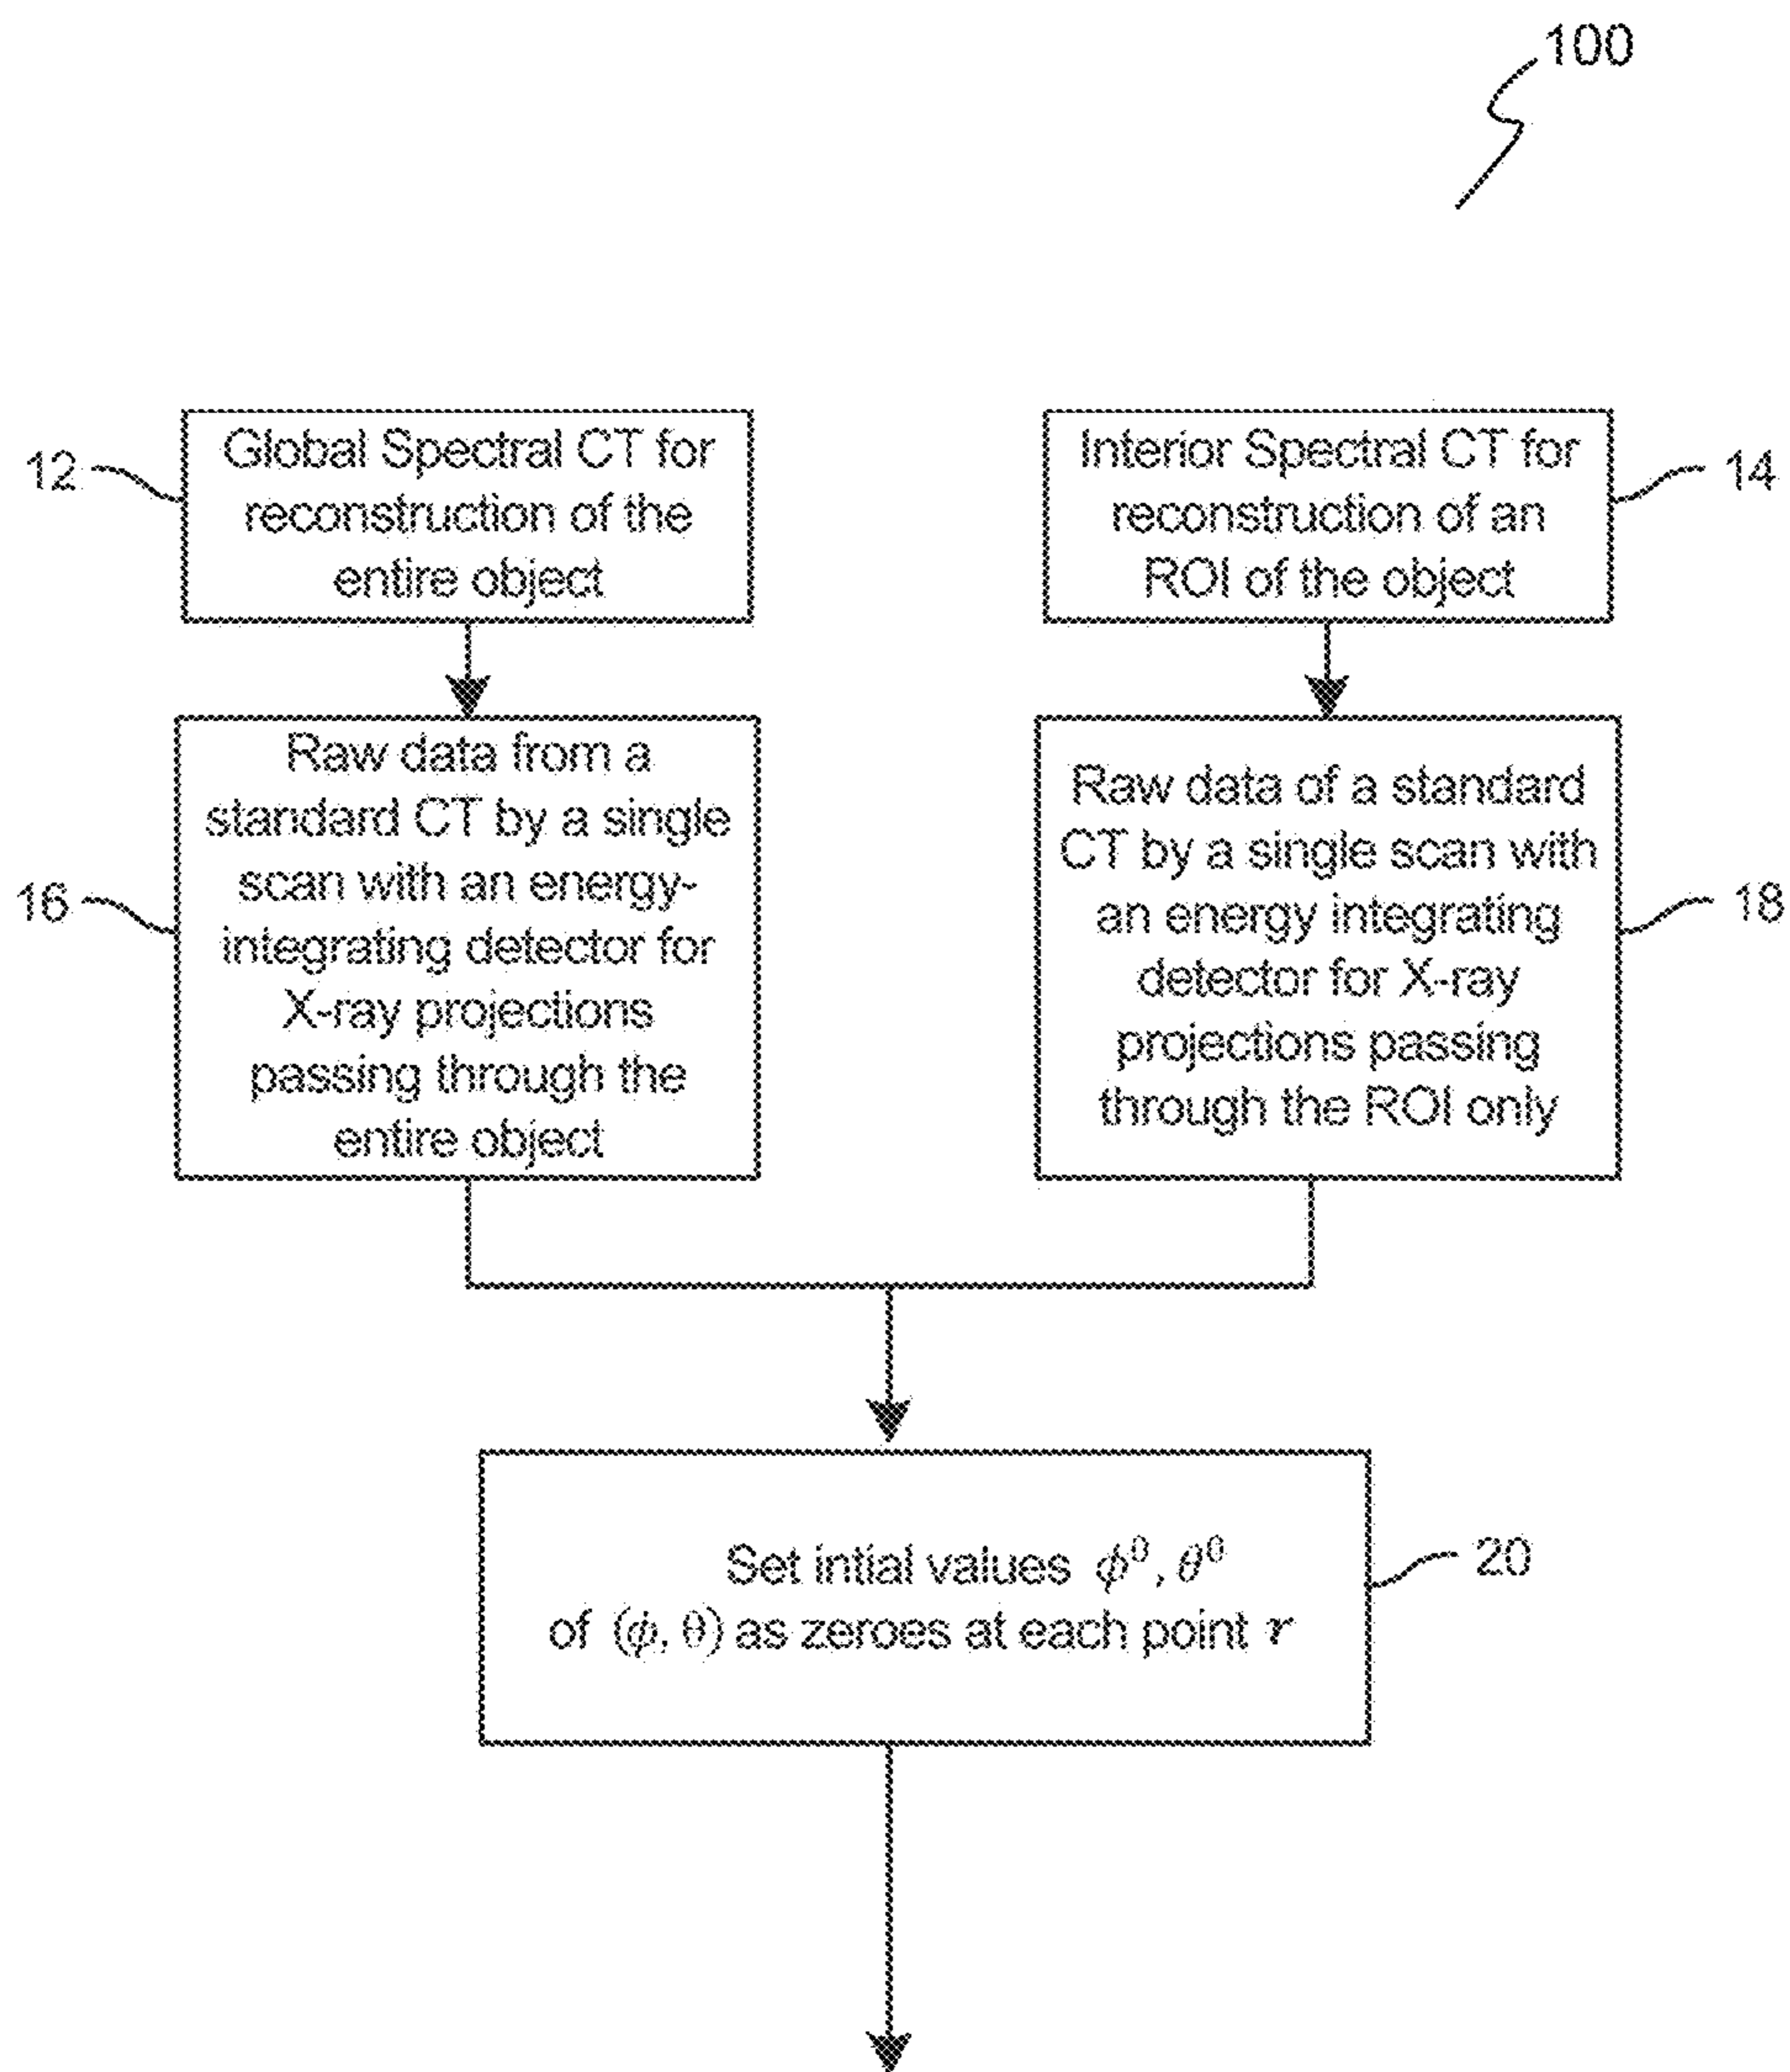 100
12
Global Spectral CT for
reconstruction of the
entire object
Interior Spectral CT for
reconstruction of an
ROI of the object
14
16
Raw data from a
standard CT by a single
scan with an energy-
integrating detector for
X-ray projections
passing through the
entire object
Raw data of a standard
CT by a single scan with
an energy integrating
detector for X-ray
projections passing
through the ROI only
18
Set intial values ϕ⁰, θ⁰
of (ϕ, θ) as zeroes at each point r
20